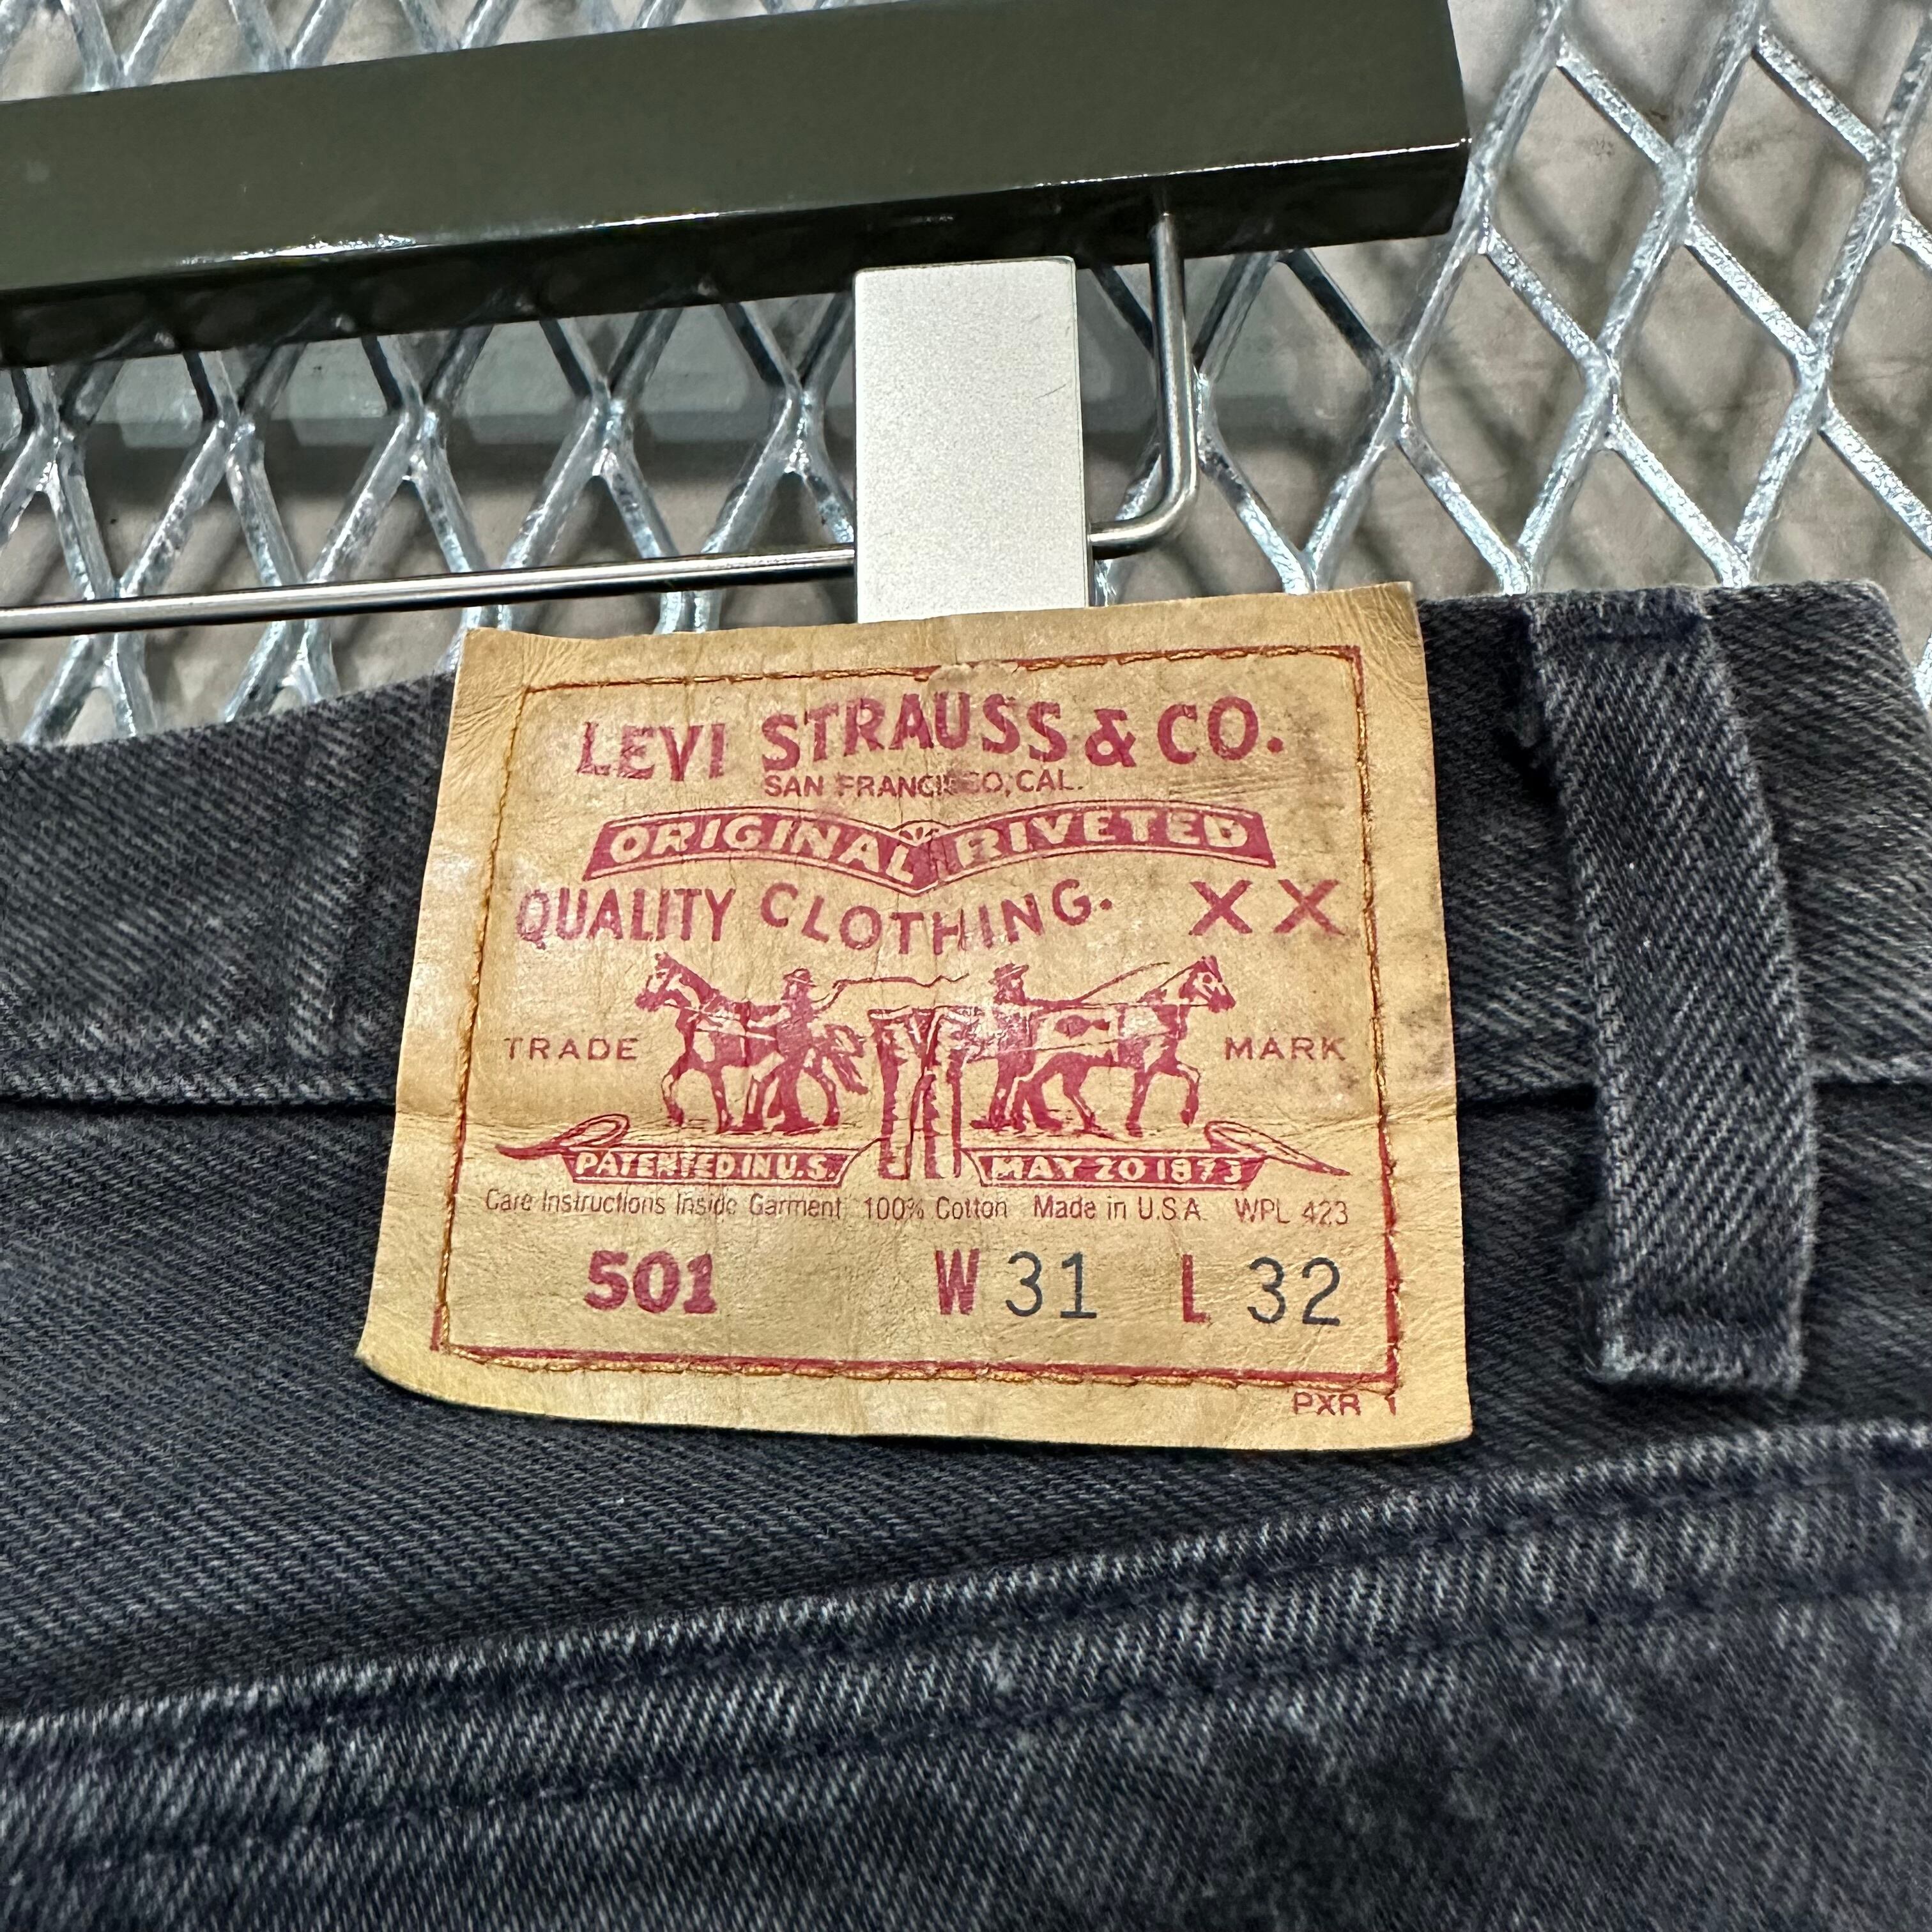 LEVI STRAUSS & CO.
SAN FRANCISCO, CAL.
ORIGINAL RIVETED
QUALITY CLOTHING. XX
TRADE MARK
PATENTED IN U.S. MAY 20 1873
Care Instructions Inside Garment 100% Cotton Made in U.S.A. WPL 423
501 W 31 L 32
PXR 1